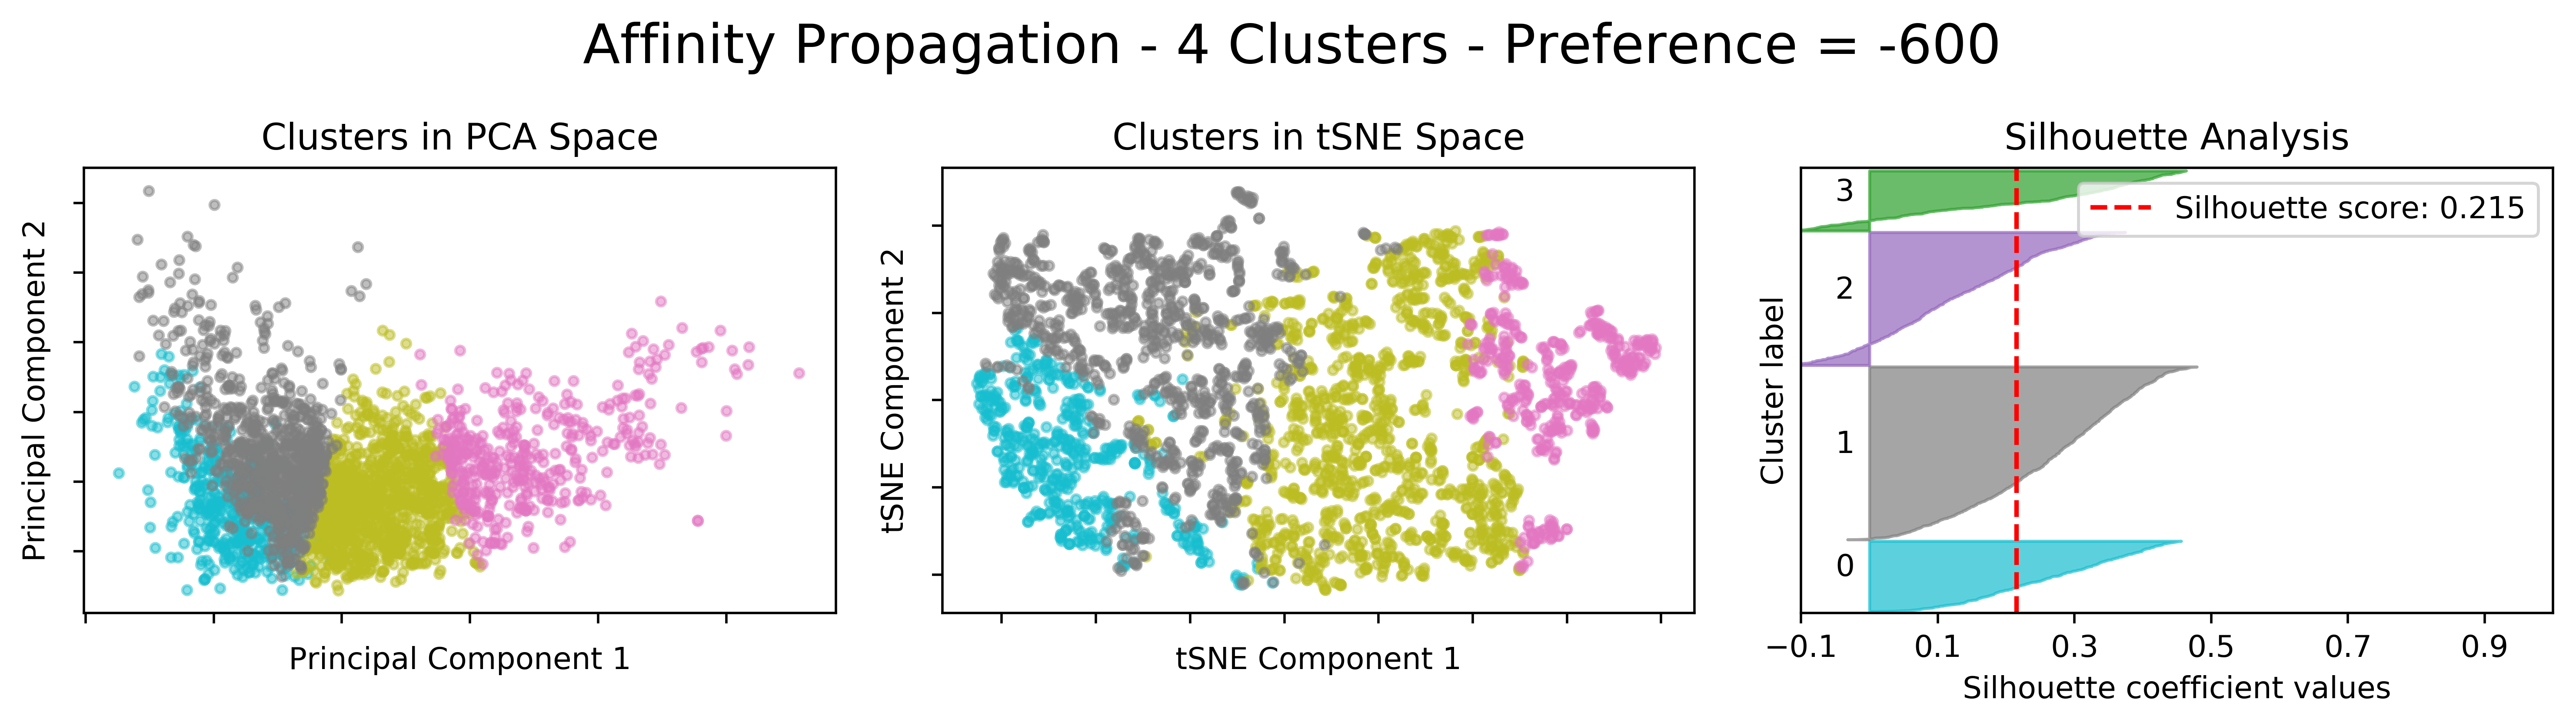 Affinity Propagation - 4 Clusters - Preference = -600
Clusters in PCA Space
Principal Component 2
Principal Component 1
Clusters in tSNE Space
tSNE Component 2
tSNE Component 1
Silhouette Analysis
Silhouette score: 0.215
Cluster label
3
2
1
0
−0.1 0.1 0.3 0.5 0.7 0.9
Silhouette coefficient values